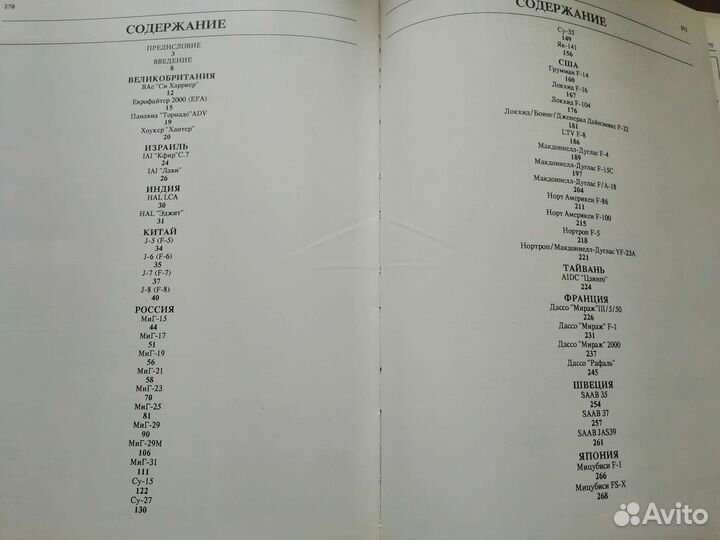 270
СОДЕРЖАНИЕ
ПРЕДИСЛОВИЕ
3
ВВЕДЕНИЕ
8
ВЕЛИКОБРИТАНИЯ
BAe "Си Харриер"
12
Еврофайтер 2000 (EFA)
15
Панавиа "Торнадо"ADV
19
Хоукер "Хантер"
20
ИЗРАИЛЬ
IAI "Кфир"С.7
24
IAI "Лави"
26
ИНДИЯ
HAL LCA
30
HAL "Эджит"
31
КИТАЙ
J-5 (F-5)
34
J-6 (F-6)
35
J-7 (F-7)
37
J-8 (F-8)
40
РОССИЯ
МиГ-15
44
МиГ-17
51
МиГ-19
56
МиГ-21
58
МиГ-23
70
МиГ-25
81
МиГ-29
90
МиГ-29М
106
МиГ-31
111
Су-15
122
Су-27
130
271
СОДЕРЖАНИЕ
Су-35
149
Як-141
156
США
Грумман F-14
160
Локхид F-16
167
Локхид F-104
176
Локхид/Боинг/Дженерал Дайнэмикс F-22
181
LTV F-8
186
Макдоннелл-Дуглас F-4
189
Макдоннелл-Дуглас F-15C
197
Макдоннелл-Дуглас F/A-18
204
Норт Америкен F-86
211
Норт Америкен F-100
215
Нортроп F-5
218
Нортроп/Макдоннелл-Дуглас YF-23A
221
ТАЙВАНЬ
AIDC "Цзинго"
224
ФРАНЦИЯ
Дассо "Мираж"III/5/50
226
Дассо "Мираж" F-1
231
Дассо "Мираж" 2000
237
Дассо "Рафаль"
245
ШВЕЦИЯ
SAAB 35
254
SAAB 37
257
SAAB JAS39
261
ЯПОНИЯ
Мицубиси F-1
266
Мицубиси FS-X
268
Avito